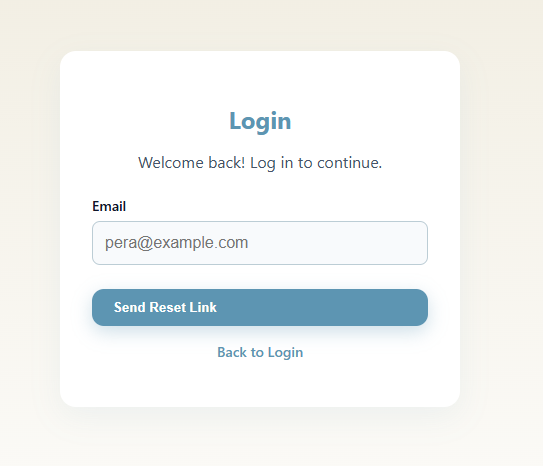 Login
Welcome back! Log in to continue.
Email
pera@example.com
Send Reset Link
Back to Login